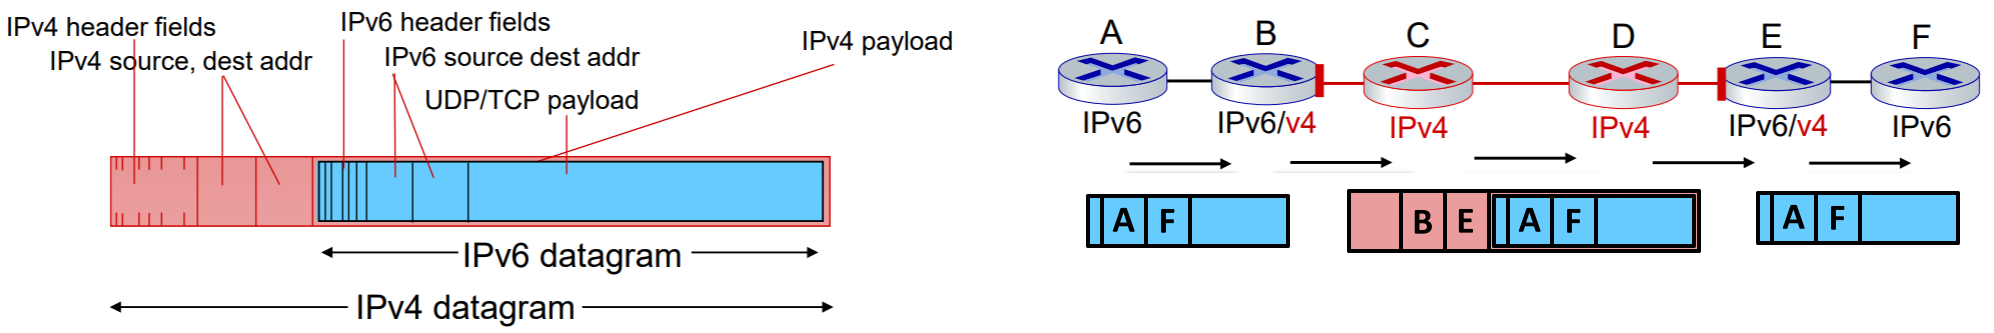 IPv4 header fields
IPv4 source, dest addr
IPv6 header fields
IPv6 source dest addr
UDP/TCP payload
IPv4 payload
IPv6 datagram
IPv4 datagram
A B C D E F
IPv6 IPv6/v4 IPv4 IPv4 IPv6/v4 IPv6
A F B E A F A F